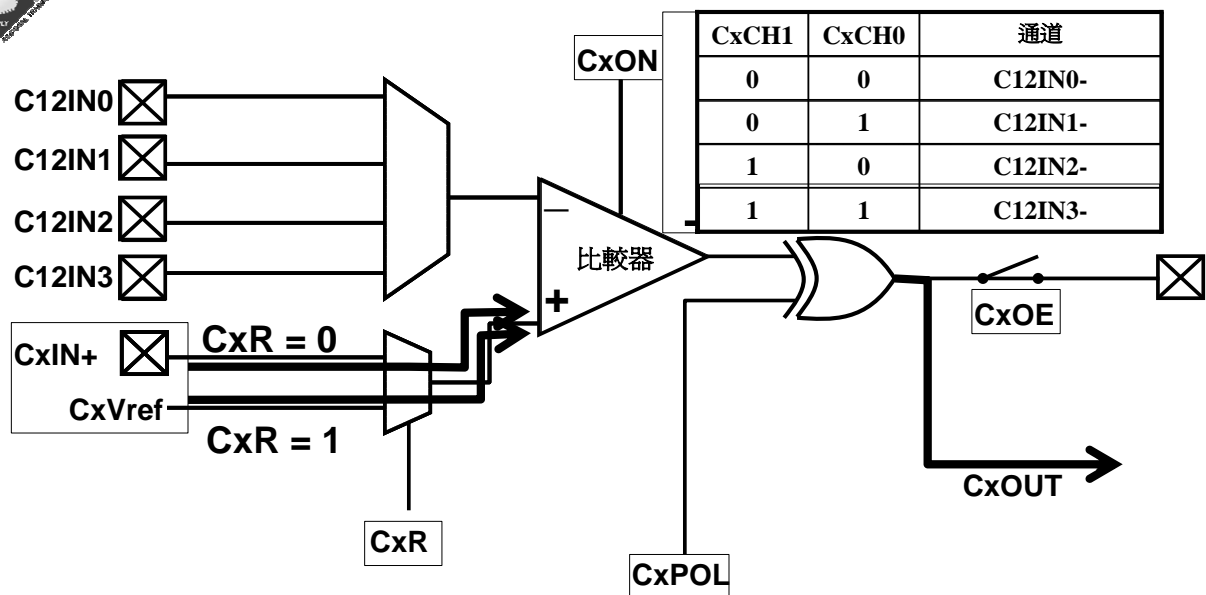 CxON
CxCH1 CxCH0 通道
0 0 C12IN0-
0 1 C12IN1-
1 0 C12IN2-
1 1 C12IN3-
C12IN0
C12IN1
C12IN2
C12IN3
–
比較器
+
CxIN+
CxR = 0
CxVref
CxR = 1
CxR
CxOE
CxOUT
CxPOL